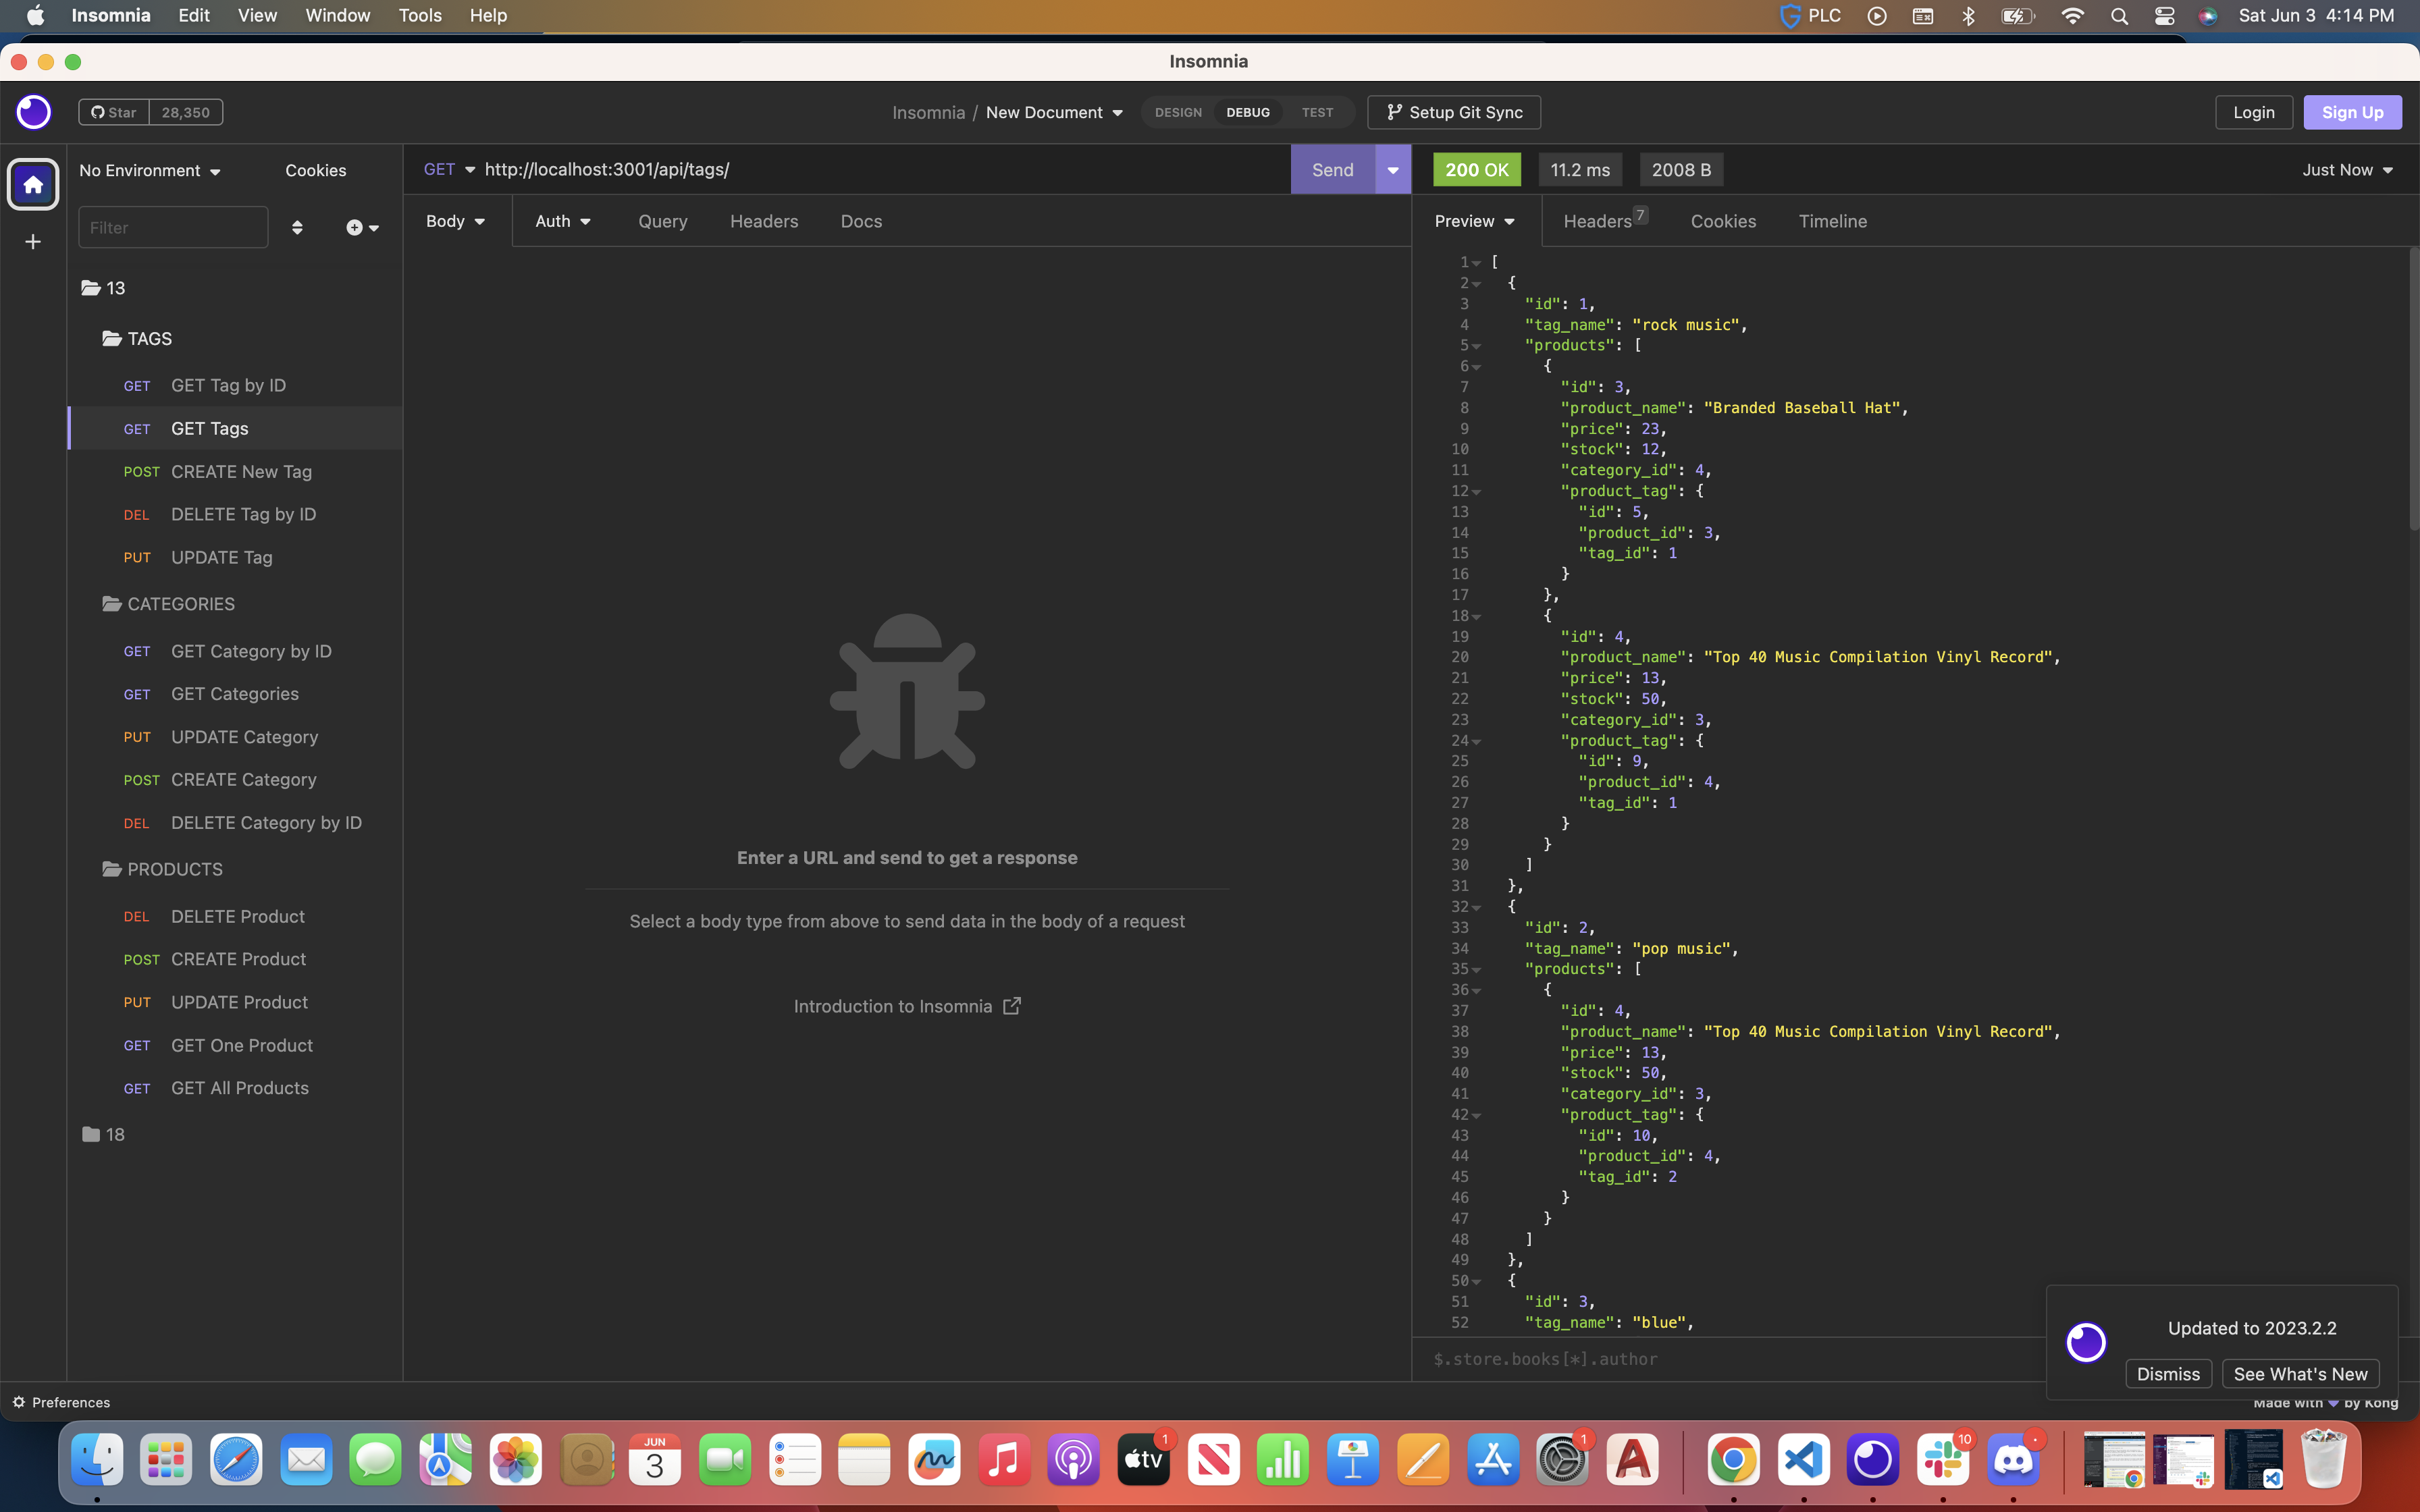 Insomnia Edit View Window Tools Help PLC Sat Jun 3 4:14 PM
Insomnia
Star 28,350 Insomnia / New Document DESIGN DEBUG TEST Setup Git Sync Login Sign Up
No Environment Cookies
Filter
13
TAGS
GET GET Tag by ID
GET GET Tags
POST CREATE New Tag
DEL DELETE Tag by ID
PUT UPDATE Tag
CATEGORIES
GET GET Category by ID
GET GET Categories
PUT UPDATE Category
POST CREATE Category
DEL DELETE Category by ID
PRODUCTS
DEL DELETE Product
POST CREATE Product
PUT UPDATE Product
GET GET One Product
GET GET All Products
18
GET http://localhost:3001/api/tags/ Send
Body Auth Query Headers Docs
Enter a URL and send to get a response
Select a body type from above to send data in the body of a request
Introduction to Insomnia
200 OK 11.2 ms 2008 B Just Now
Preview Headers 7 Cookies Timeline
1 [
2 {
3 "id": 1,
4 "tag_name": "rock music",
5 "products": [
6 {
7 "id": 3,
8 "product_name": "Branded Baseball Hat",
9 "price": 23,
10 "stock": 12,
11 "category_id": 4,
12 "product_tag": {
13 "id": 5,
14 "product_id": 3,
15 "tag_id": 1
16 }
17 },
18 {
19 "id": 4,
20 "product_name": "Top 40 Music Compilation Vinyl Record",
21 "price": 13,
22 "stock": 50,
23 "category_id": 3,
24 "product_tag": {
25 "id": 9,
26 "product_id": 4,
27 "tag_id": 1
28 }
29 }
30 ]
31 },
32 {
33 "id": 2,
34 "tag_name": "pop music",
35 "products": [
36 {
37 "id": 4,
38 "product_name": "Top 40 Music Compilation Vinyl Record",
39 "price": 13,
40 "stock": 50,
41 "category_id": 3,
42 "product_tag": {
43 "id": 10,
44 "product_id": 4,
45 "tag_id": 2
46 }
47 }
48 ]
49 },
50 {
51 "id": 3,
52 "tag_name": "blue",
$.store.books[*].author
Updated to 2023.2.2
Dismiss See What's New
Preferences Made with by Kong
JUN
3
tv
1
1
10